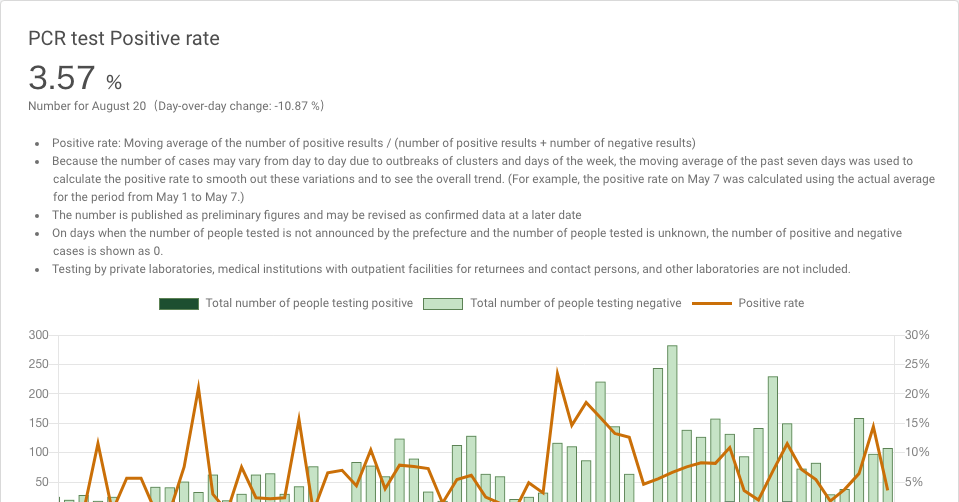 PCR test Positive rate
3.57 %
Number for August 20 (Day-over-day change: -10.87 %)
• Positive rate: Moving average of the number of positive results / (number of positive results + number of negative results)
• Because the number of cases may vary from day to day due to outbreaks of clusters and days of the week, the moving average of the past seven days was used to
calculate the positive rate to smooth out these variations and to see the overall trend. (For example, the positive rate on May 7 was calculated using the actual average
for the period from May 1 to May 7.)
• The number is published as preliminary figures and may be revised as confirmed data at a later date
• On days when the number of people tested is not announced by the prefecture and the number of people tested is unknown, the number of positive and negative
cases is shown as 0.
• Testing by private laboratories, medical institutions with outpatient facilities for returnees and contact persons, and other laboratories are not included.
Total number of people testing positive Total number of people testing negative Positive rate
300 30%
250 25%
200 20%
150 15%
100 10%
50 5%